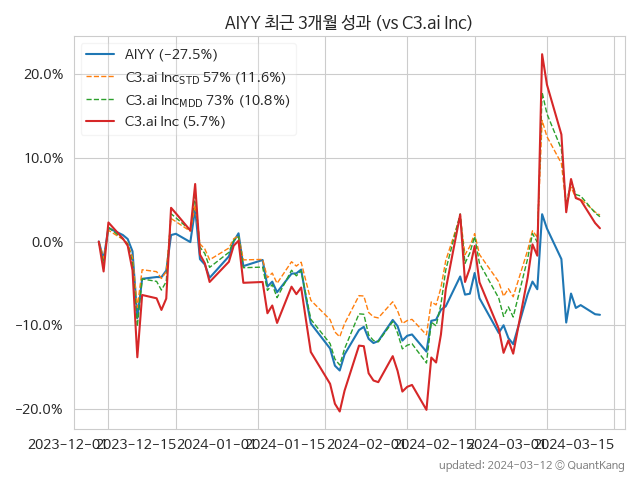 AIYY 최근 3개월 성과 (vs C3.ai Inc)
AIYY (-27.5%)
C3.ai IncSTD 57% (11.6%)
C3.ai IncMDD 73% (10.8%)
C3.ai Inc (5.7%)
20.0%
10.0%
0.0%
-10.0%
-20.0%
2023-12-01
2023-12-15
2024-01-01
2024-01-15
2024-02-01
2024-02-15
2024-03-01
2024-03-15
updated: 2024-03-12 © QuantKang